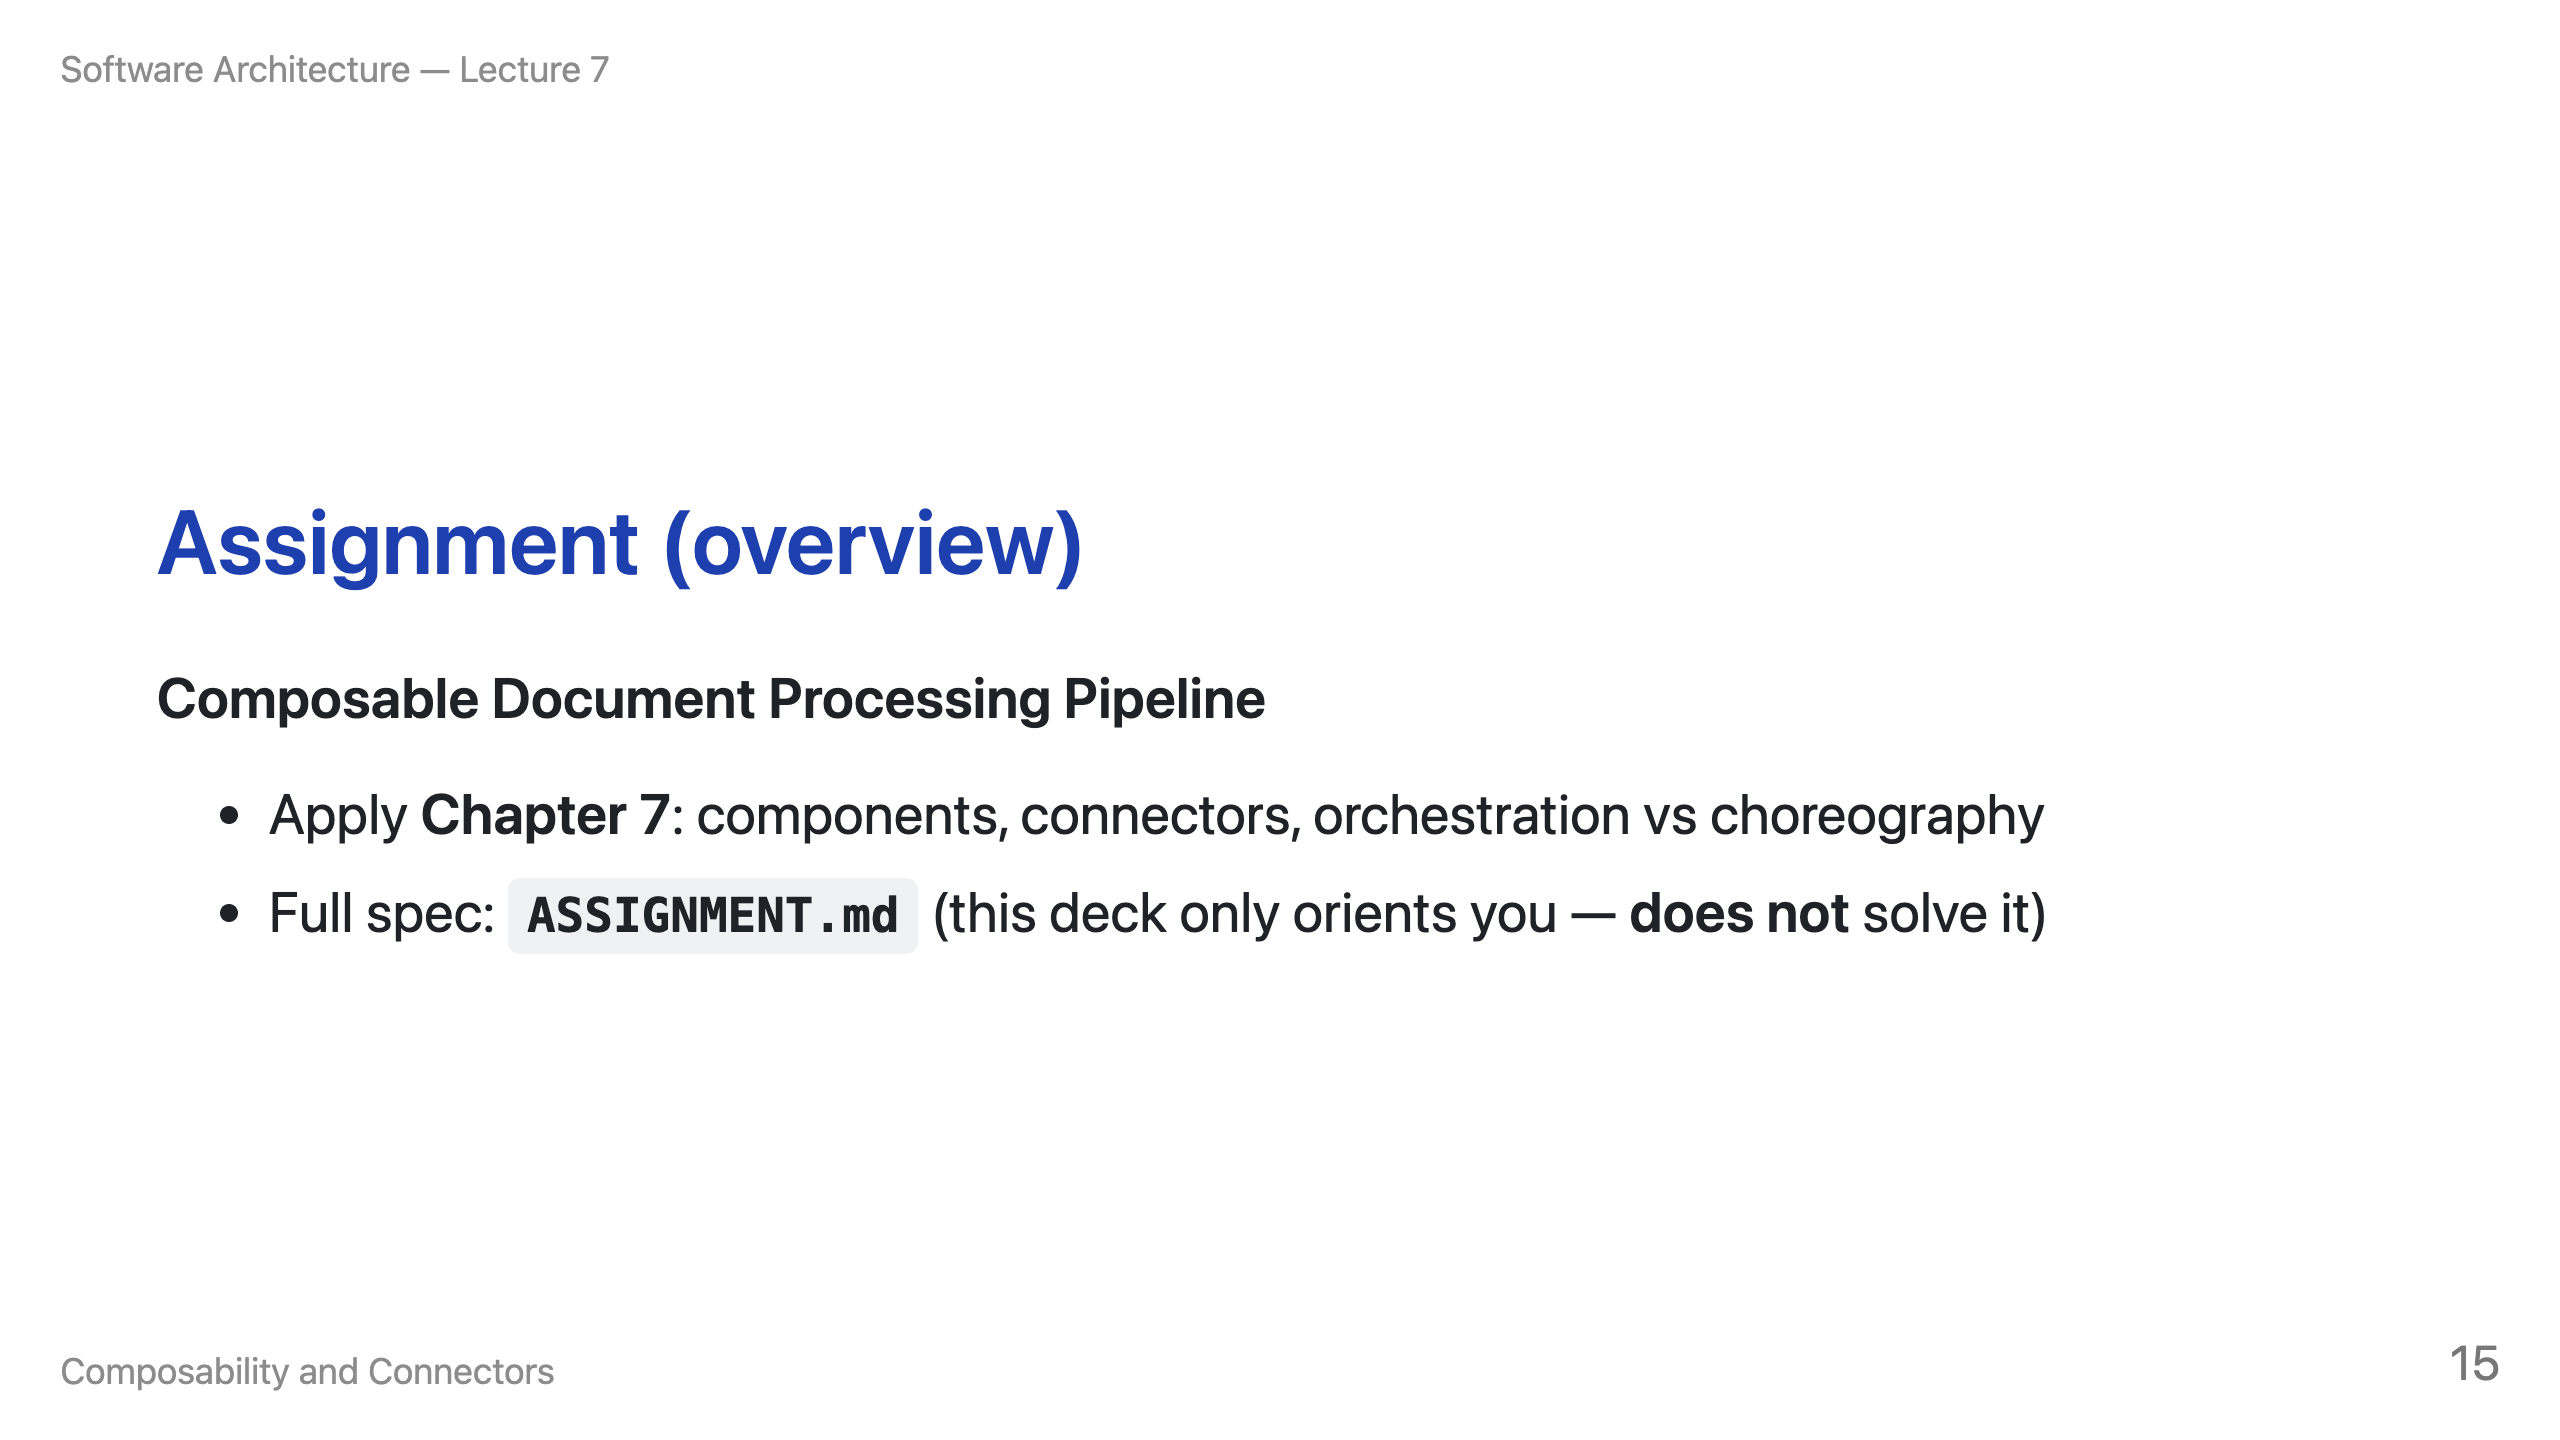 Software Architecture — Lecture 7
Assignment (overview)
Composable Document Processing Pipeline
• Apply Chapter 7: components, connectors, orchestration vs choreography
• Full spec: ASSIGNMENT.md (this deck only orients you — does not solve it)
Composability and Connectors
15